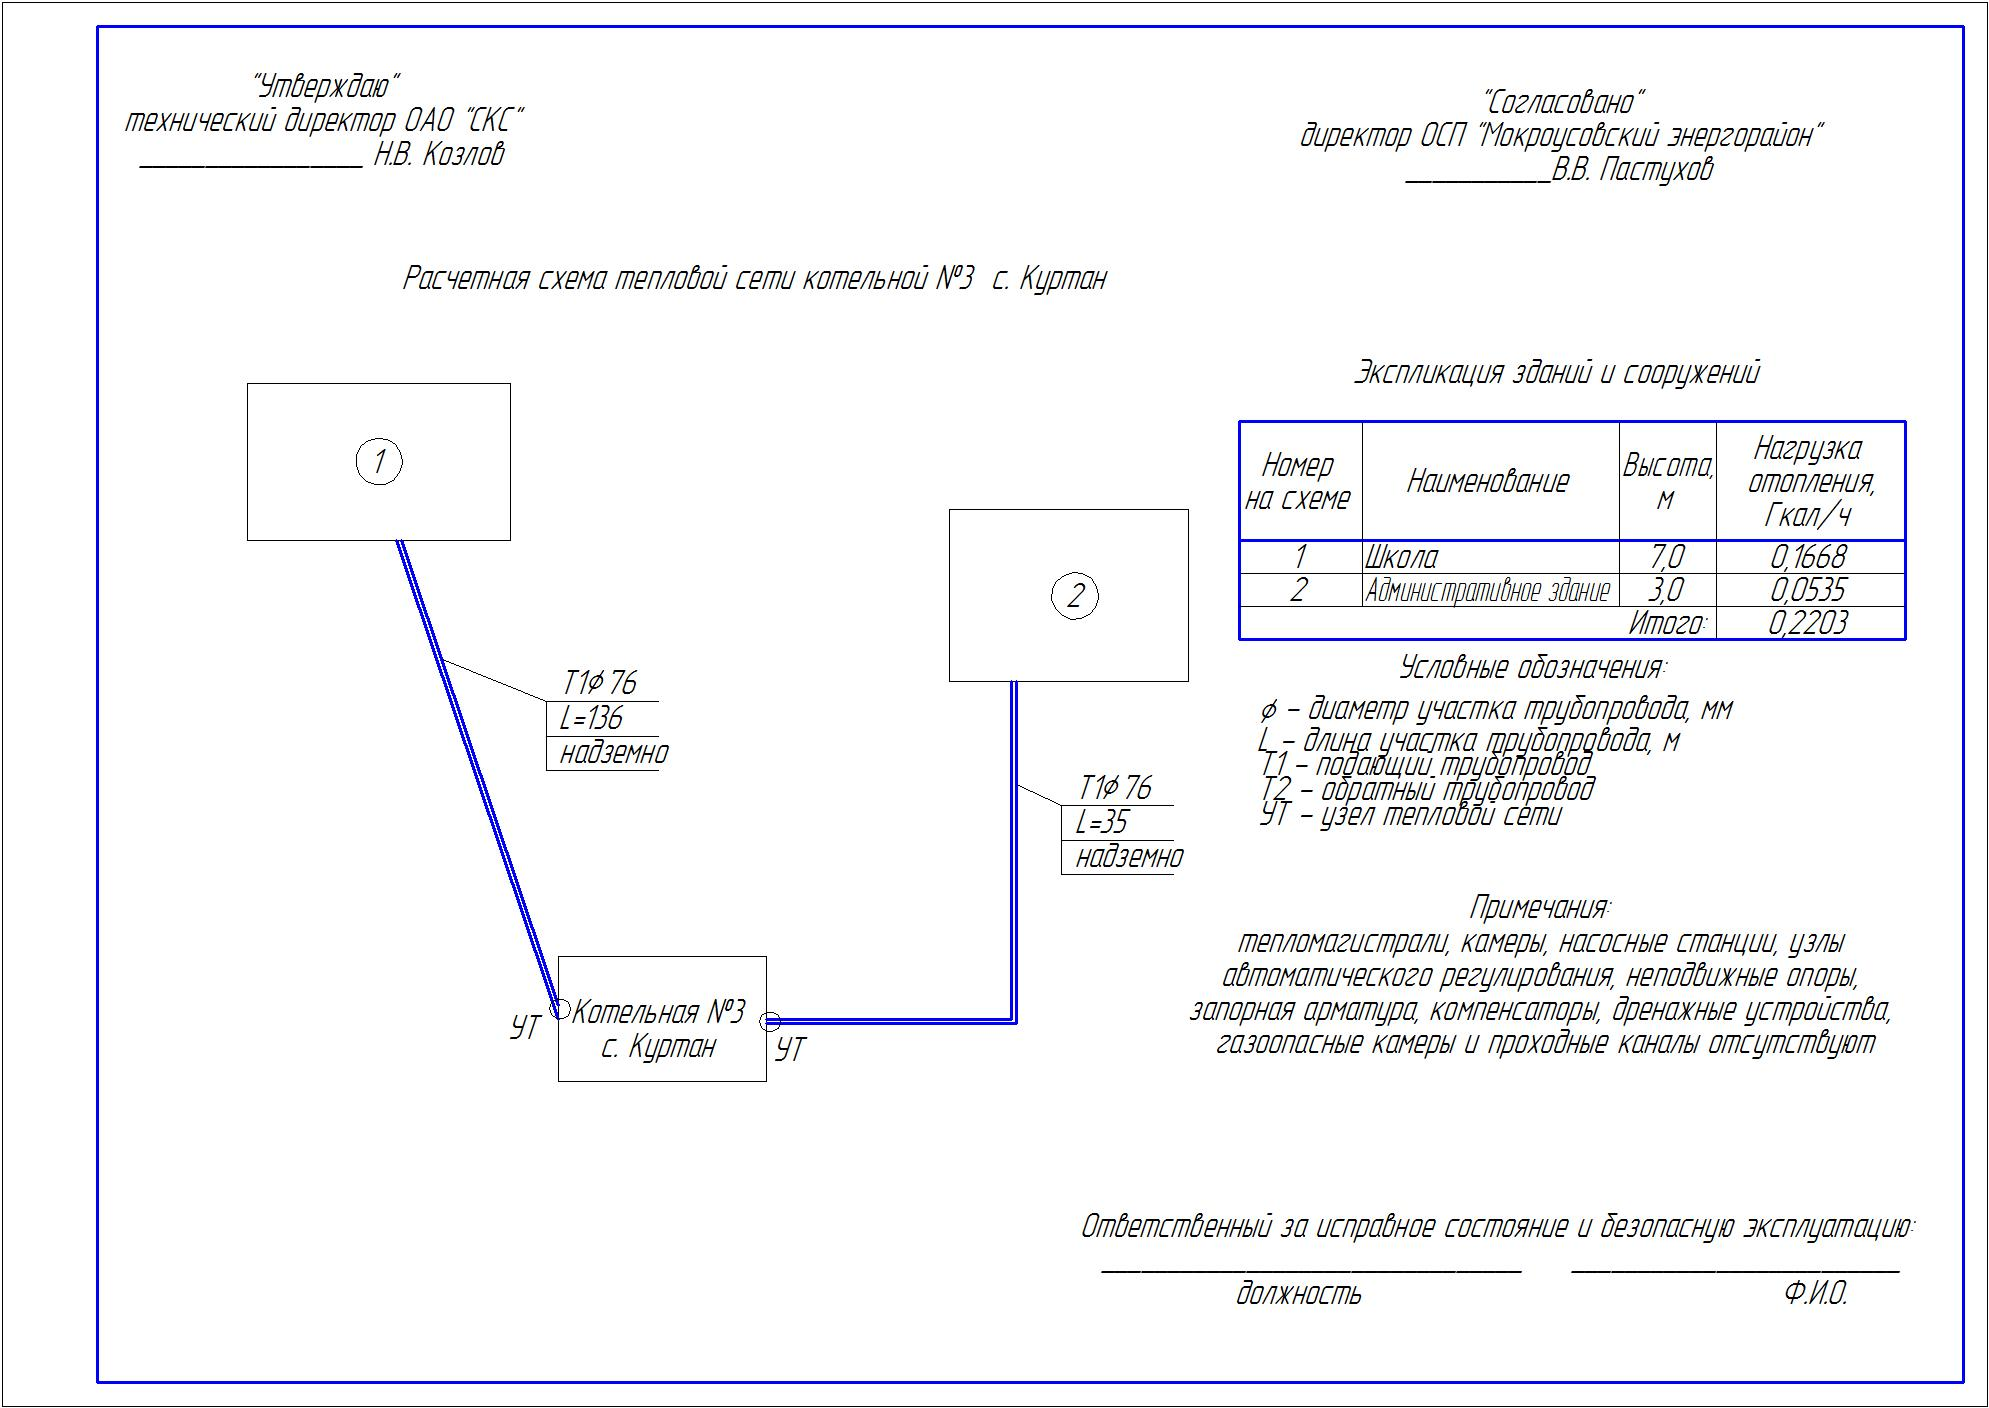 "Утверждаю"
технический директор ОАО "СКС"
_________________ Н.В. Козлов
"Согласовано"
директор ОСП "Мокроусовский энергорайон"
___________В.В. Пастухов
Расчетная схема тепловой сети котельной №3 с. Куртан
1
2
Т1ϕ 76
L=136
надземно
Т1ϕ 76
L=35
надземно
УТ
Котельная №3
с. Куртан
УТ
Экспликация зданий и сооружений
Номер на схеме Наименование Высота, м Нагрузка отопления, Гкал/ч
1 Школа 7,0 0,1668
2 Административное здание 3,0 0,0535
Итого: 0,2203
Условные обозначения:
ϕ – диаметр участка трубопровода, мм
L – длина участка трубопровода, м
Т1 – подающий трубопровод
Т2 – обратный трубопровод
УТ – узел тепловой сети
Примечания:
тепломагистрали, камеры, насосные станции, узлы
автоматического регулирования, неподвижные опоры,
запорная арматура, компенсаторы, дренажные устройства,
газоопасные камеры и проходные каналы отсутствуют
Ответственный за исправное состояние и безопасную эксплуатацию:
________________________________ _________________________
должность Ф.И.О.